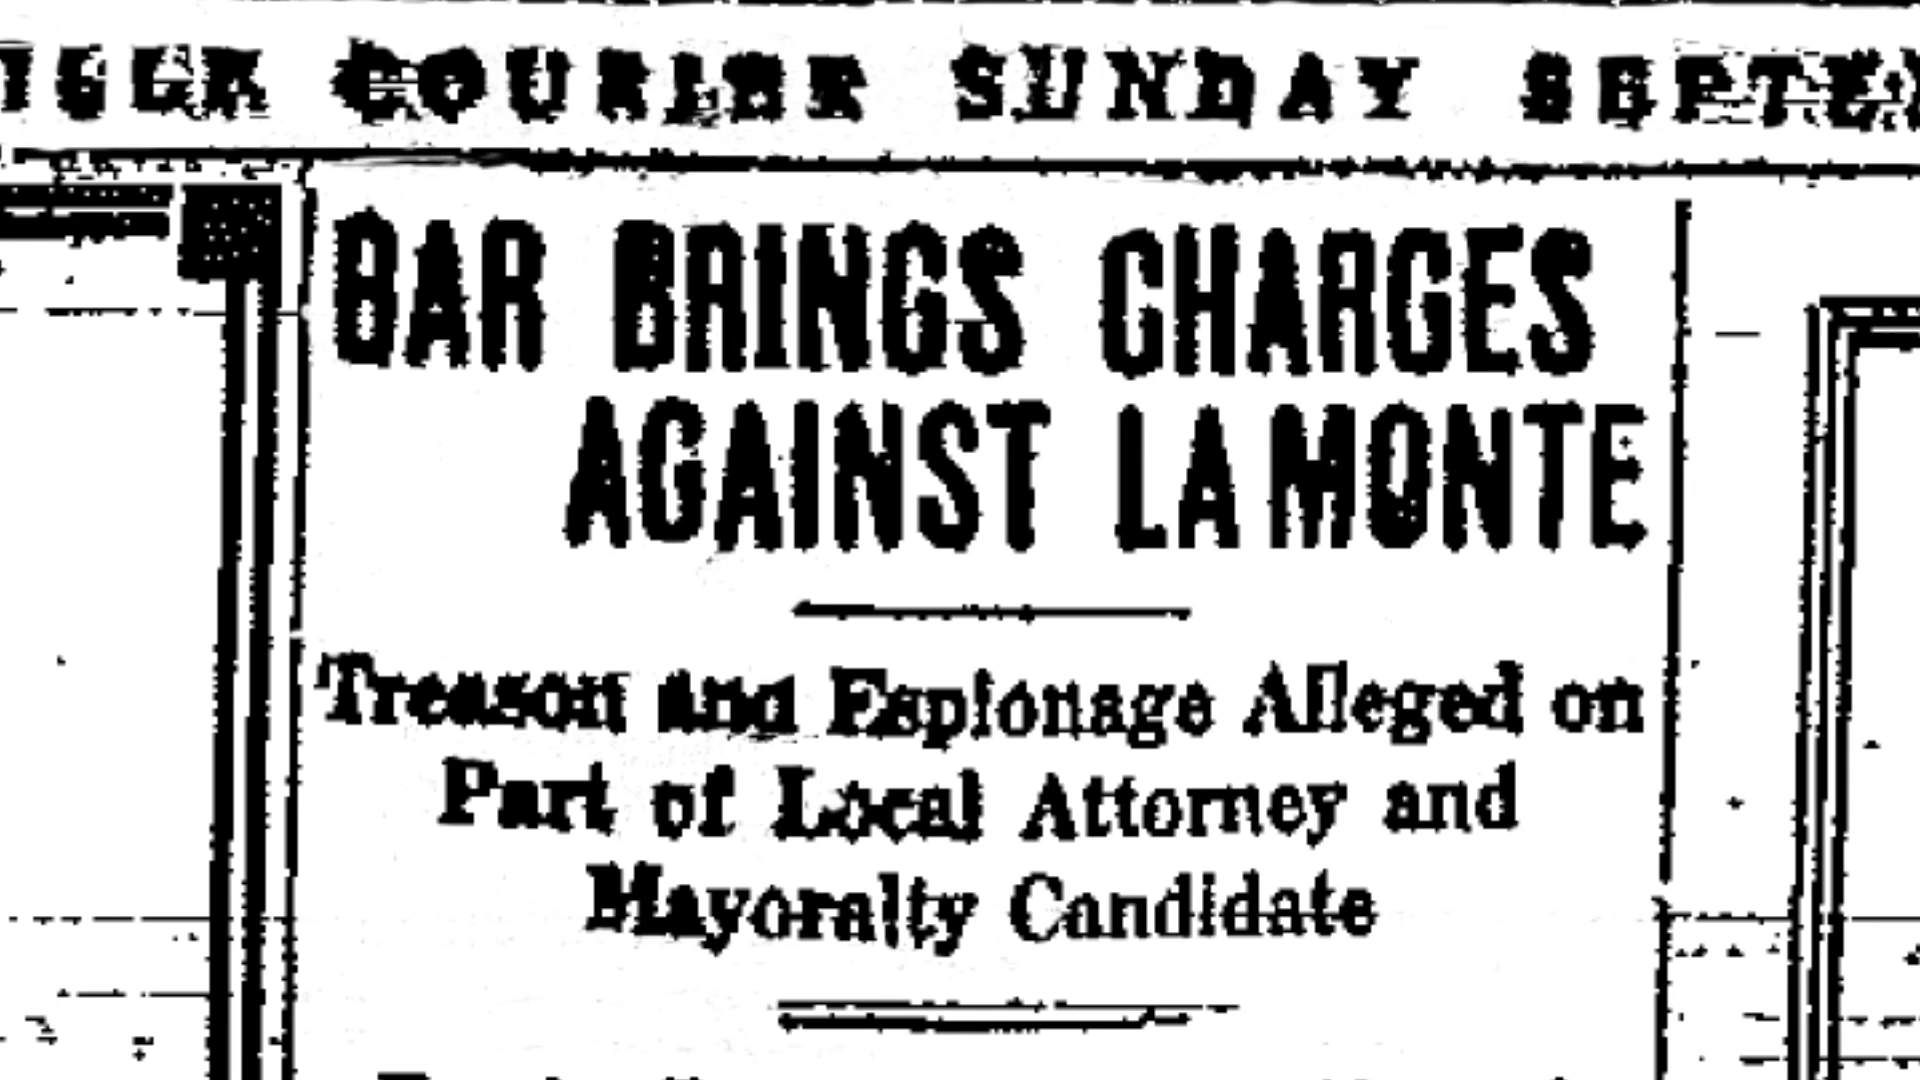 COURIER SUNDAY
BAR BRINGS CHARGES
AGAINST LA MONTE
Treason and Espionage Alleged on
Part of Local Attorney and
Mayoralty Candidate